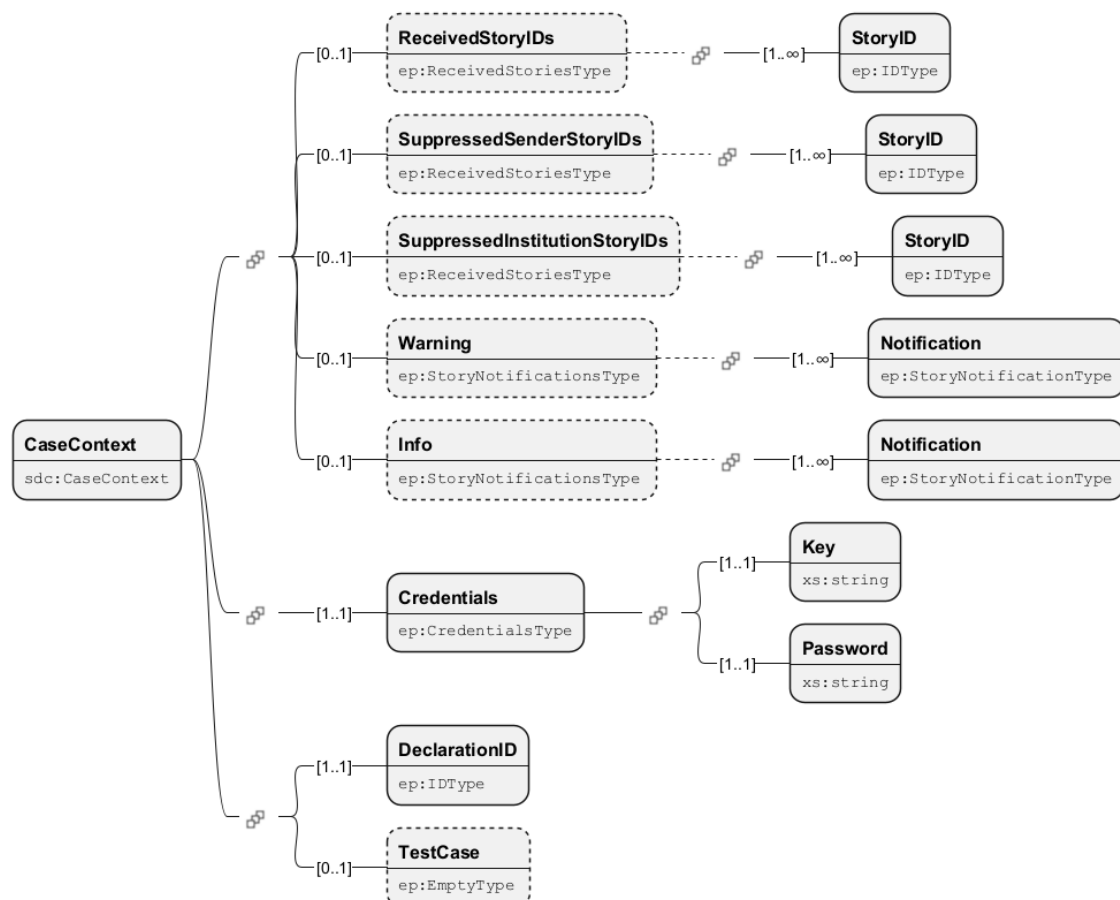 [0..1]
ReceivedStoryIDs
ep:ReceivedStoriesType
[1..∞]
StoryID
ep:IDType
[0..1]
SuppressedSenderStoryIDs
ep:ReceivedStoriesType
[1..∞]
StoryID
ep:IDType
[0..1]
SuppressedInstitutionStoryIDs
ep:ReceivedStoriesType
[1..∞]
StoryID
ep:IDType
[0..1]
Warning
ep:StoryNotificationsType
[1..∞]
Notification
ep:StoryNotificationType
CaseContext
sdc:CaseContext
[0..1]
Info
ep:StoryNotificationsType
[1..∞]
Notification
ep:StoryNotificationType
[1..1]
Credentials
ep:CredentialsType
[1..1]
Key
xs:string
[1..1]
Password
xs:string
[1..1]
DeclarationID
ep:IDType
[0..1]
TestCase
ep:EmptyType